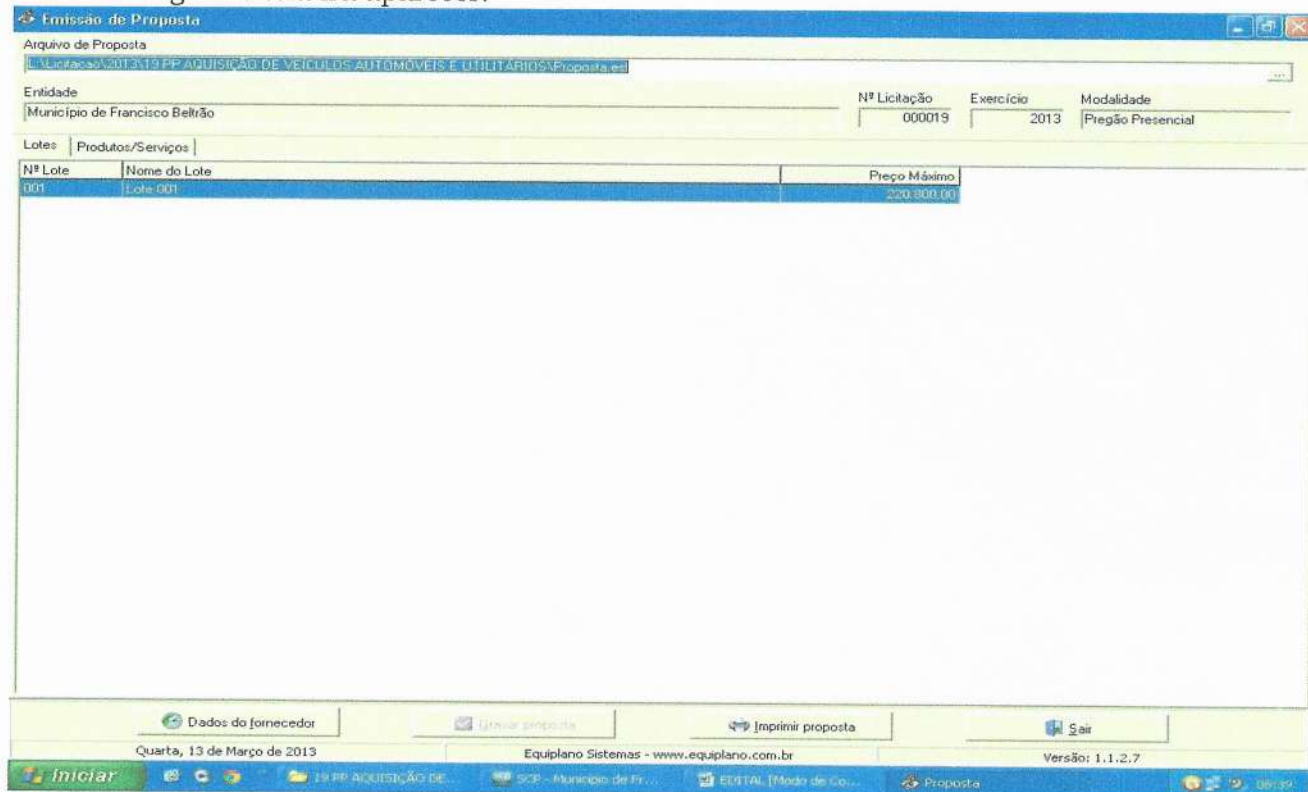 Emissão de Proposta
Arquivo de Proposta
L:\Licitacao\2013\19 PP AQUISIÇÃO DE VEÍCULOS AUTOMÓVEIS E UTILITÁRIOS\Proposta.esl
...
Entidade Nº Licitação Exercício Modalidade
Município de Francisco Beltrão 000019 2013 Pregão Presencial
Lotes Produtos/Serviços
Nº Lote Nome do Lote Preço Máximo
001 Lote 001 220.800,00
Dados do fornecedor Gravar proposta Imprimir proposta Sair
Quarta, 13 de Março de 2013 Equiplano Sistemas - www.equiplano.com.br Versão: 1.1.2.7
Iniciar 19 PP AQUISIÇÃO DE... SCP - Município de Fr... EDITAL [Modo de Co... Proposta 08:39